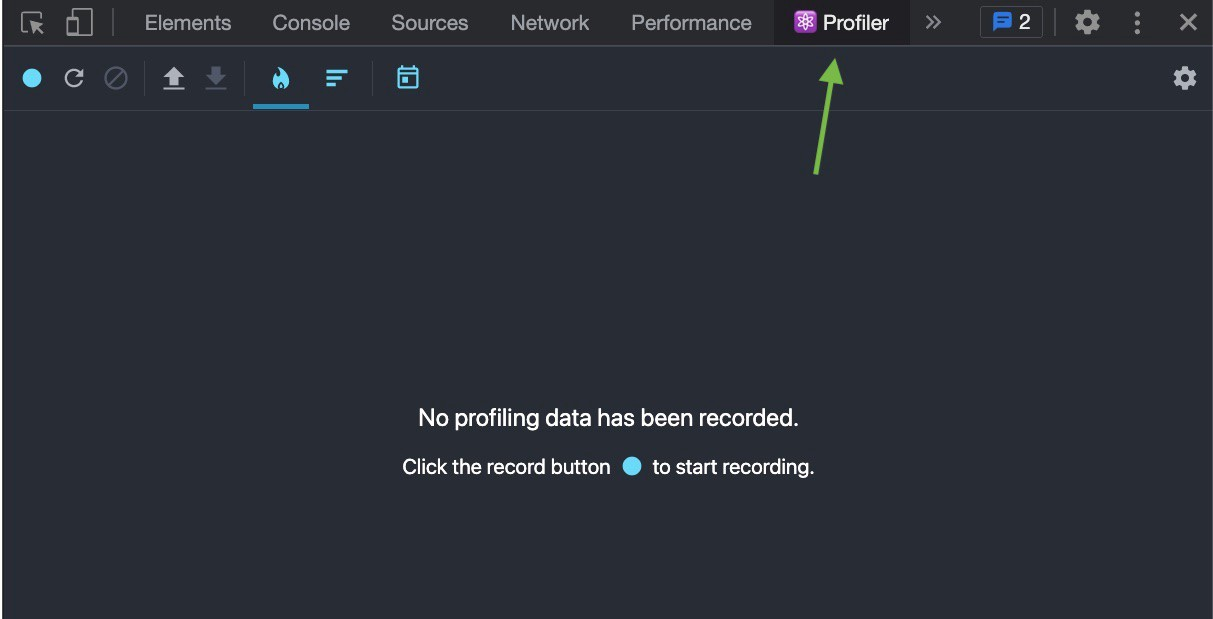 Elements Console Sources Network Performance Profiler 2
No profiling data has been recorded.
Click the record button to start recording.